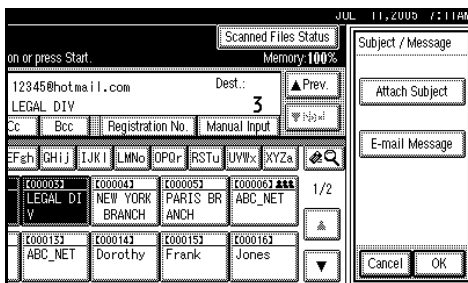 JUL 11,2005 7:11AM
Scanned Files Status
on or press Start.
Memory:100%
Subject / Message
12345@hotmail.com
Dest.:
3
▲Prev.
LEGAL DIV
Attach Subject
Cc
Bcc
Registration No.
Manual Input
E-mail Message
EFgh
GHij
IJKl
LMNo
OPQr
RSTu
UVWx
XYZa
[00003]
LEGAL DI
V
[00004]
NEW YORK
BRANCH
[00005]
PARIS BR
ANCH
[00006]
ABC_NET
1/2
[00013]
ABC_NET
[00014]
Dorothy
[00015]
Frank
[00016]
Jones
▲
▼
Cancel
OK